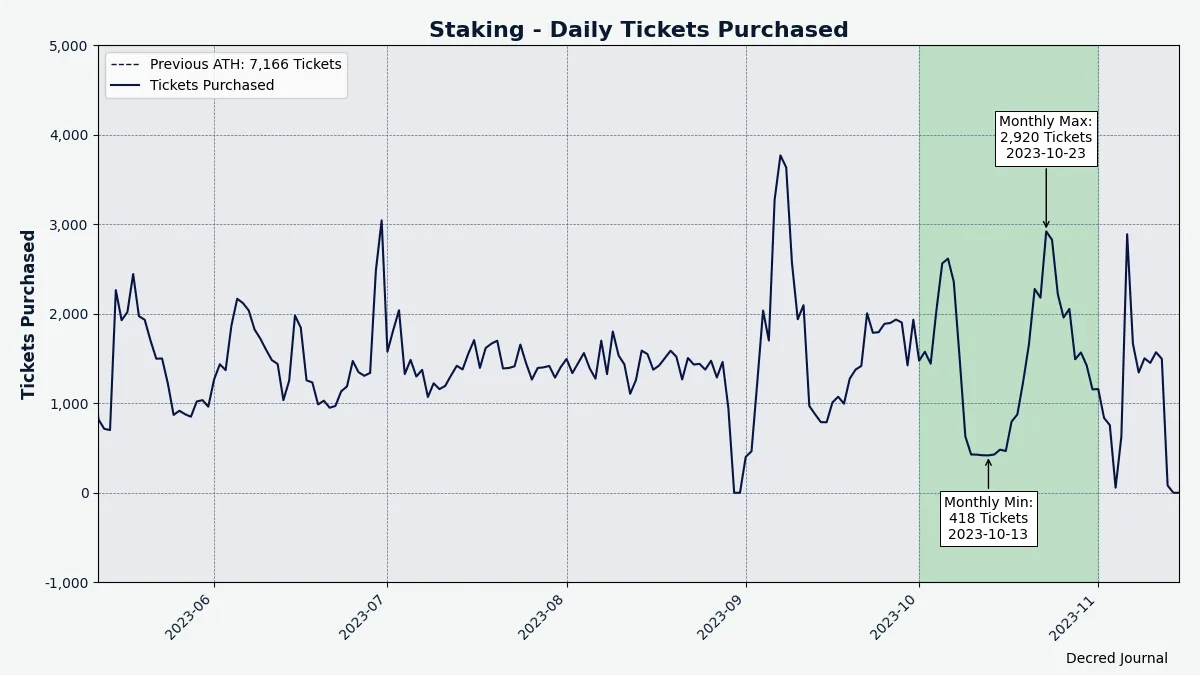 Staking - Daily Tickets Purchased
Previous ATH: 7,166 Tickets
Tickets Purchased
Tickets Purchased
5,000
4,000
3,000
2,000
1,000
0
-1,000
Monthly Max:
2,920 Tickets
2023-10-23
Monthly Min:
418 Tickets
2023-10-13
2023-06
2023-07
2023-08
2023-09
2023-10
2023-11
Decred Journal